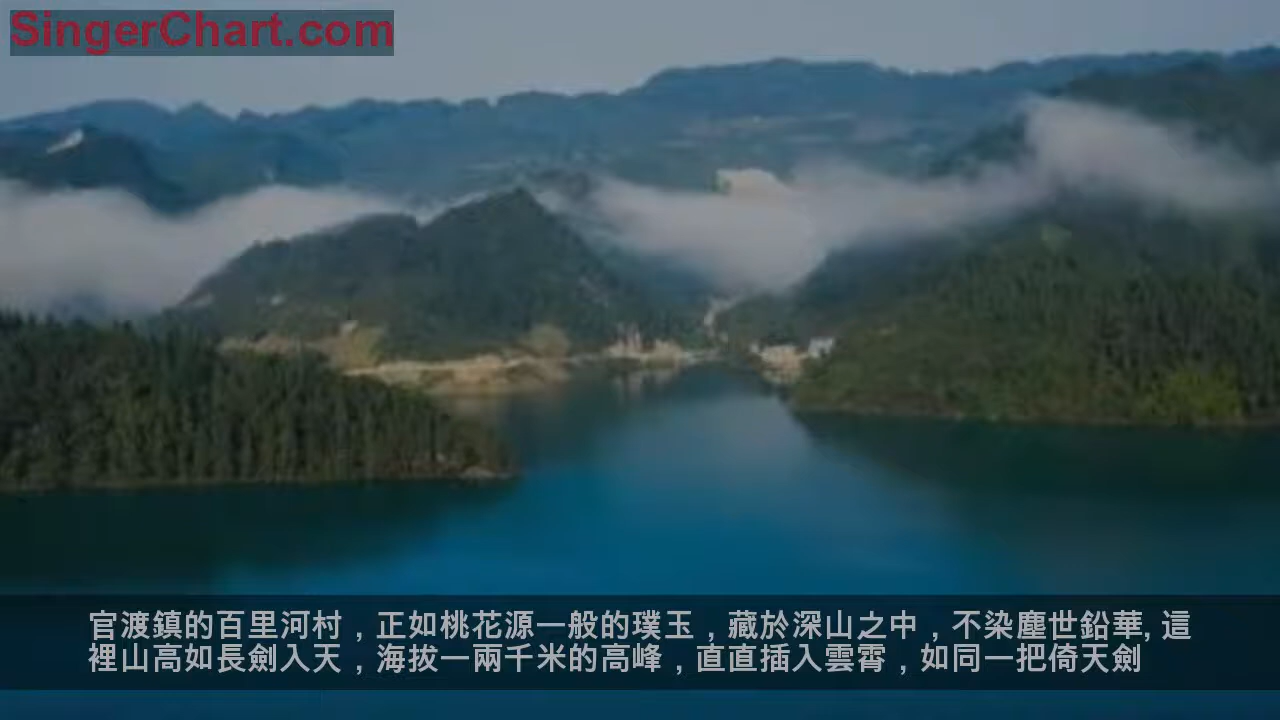 SingerChart.com
官渡鎮的百里河村，正如桃花源一般的璞玉，藏於深山之中，不染塵世鉛華, 這
裡山高如長劍入天，海拔一兩千米的高峰，直直插入雲霄，如同一把倚天劍